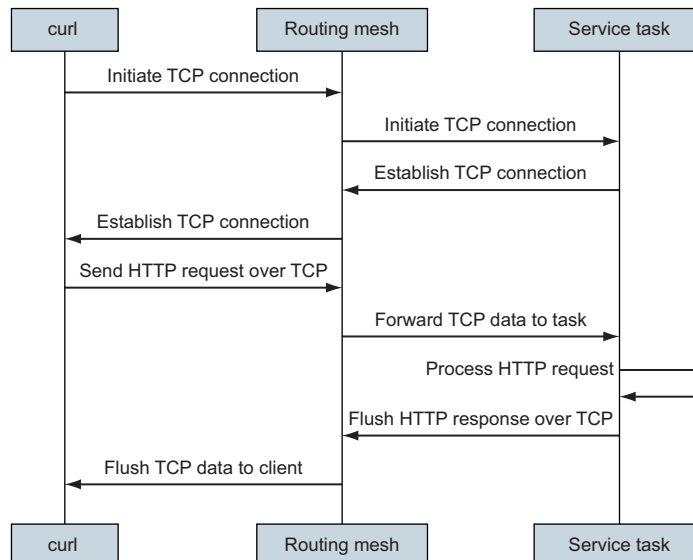 curl
Routing mesh
Service task
Initiate TCP connection
Initiate TCP connection
Establish TCP connection
Establish TCP connection
Send HTTP request over TCP
Forward TCP data to task
Process HTTP request
Flush HTTP response over TCP
Flush TCP data to client
curl
Routing mesh
Service task